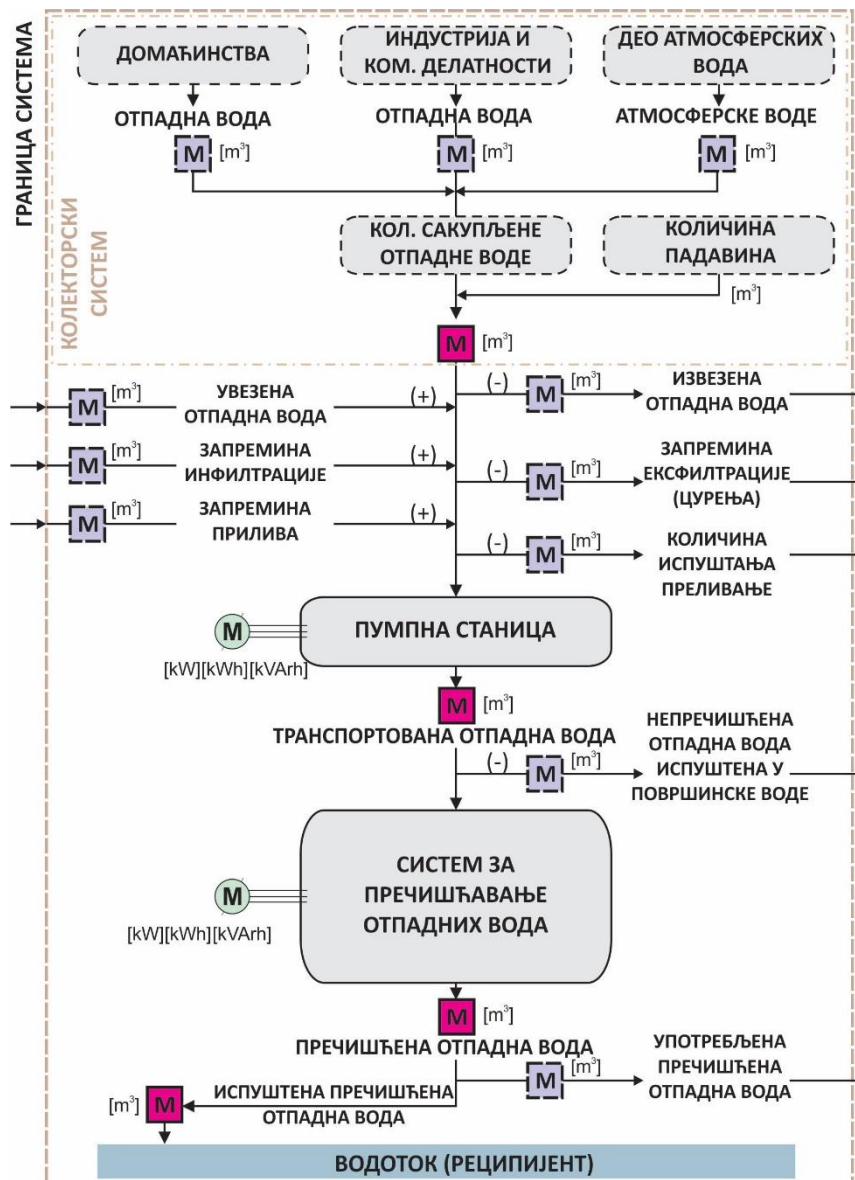 ГРАНИЦА СИСТЕМА
КОЛЕКТОРСКИ
СИСТЕМ
ДОМАЋИНСТВА
ИНДУСТРИЈА И
КОМ. ДЕЛАТНОСТИ
ДЕО АТМОСФЕРСКИХ
ВОДА
ОТПАДНА ВОДА
ОТПАДНА ВОДА
АТМОСФЕРСКЕ ВОДЕ
M [m³]
M [m³]
M [m³]
КОЛ. САКУПЉЕНЕ
ОТПАДНЕ ВОДЕ
КОЛИЧИНА
ПАДАВИНА
[m³]
M [m³]
M [m³]
УВЕЗЕНА
ОТПАДНА ВОДА
(+)
(-)
M [m³]
ИЗВЕЗЕНА
ОТПАДНА ВОДА
M [m³]
ЗАПРЕМИНА
ИНФИЛТРАЦИЈЕ
(+)
(-)
M [m³]
ЗАПРЕМИНА
ЕКСФИЛТРАЦИЈЕ
(ЦУРЕЊА)
M [m³]
ЗАПРЕМИНА
ПРИЛИВА
(+)
(-)
M [m³]
КОЛИЧИНА
ИСПУШТАЊА
ПРЕЛИВАЊЕ
M
[kW][kWh][kVArh]
ПУМПНА СТАНИЦА
M [m³]
ТРАНСПОРТОВАНА ОТПАДНА ВОДА
(-)
M [m³]
НЕПРЕЧИШЋЕНА
ОТПАДНА ВОДА
ИСПУШТЕНА У
ПОВРШИНСКЕ ВОДЕ
M
[kW][kWh][kVArh]
СИСТЕМ ЗА
ПРЕЧИШЋАВАЊЕ
ОТПАДНИХ ВОДА
M [m³]
ПРЕЧИШЋЕНА ОТПАДНА ВОДА
M [m³]
УПОТРЕБЉЕНА
ПРЕЧИШЋЕНА
ОТПАДНА ВОДА
[m³] M
ИСПУШТЕНА ПРЕЧИШЋЕНА
ОТПАДНА ВОДА
ВОДОТОК (РЕЦИПИЈЕНТ)